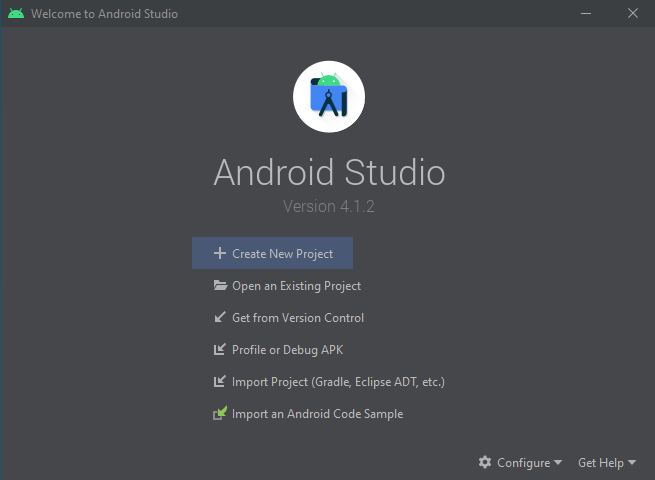 Welcome to Android Studio
Android Studio
Version 4.1.2
Create New Project
Open an Existing Project
Get from Version Control
Profile or Debug APK
Import Project (Gradle, Eclipse ADT, etc.)
Import an Android Code Sample
Configure Get Help